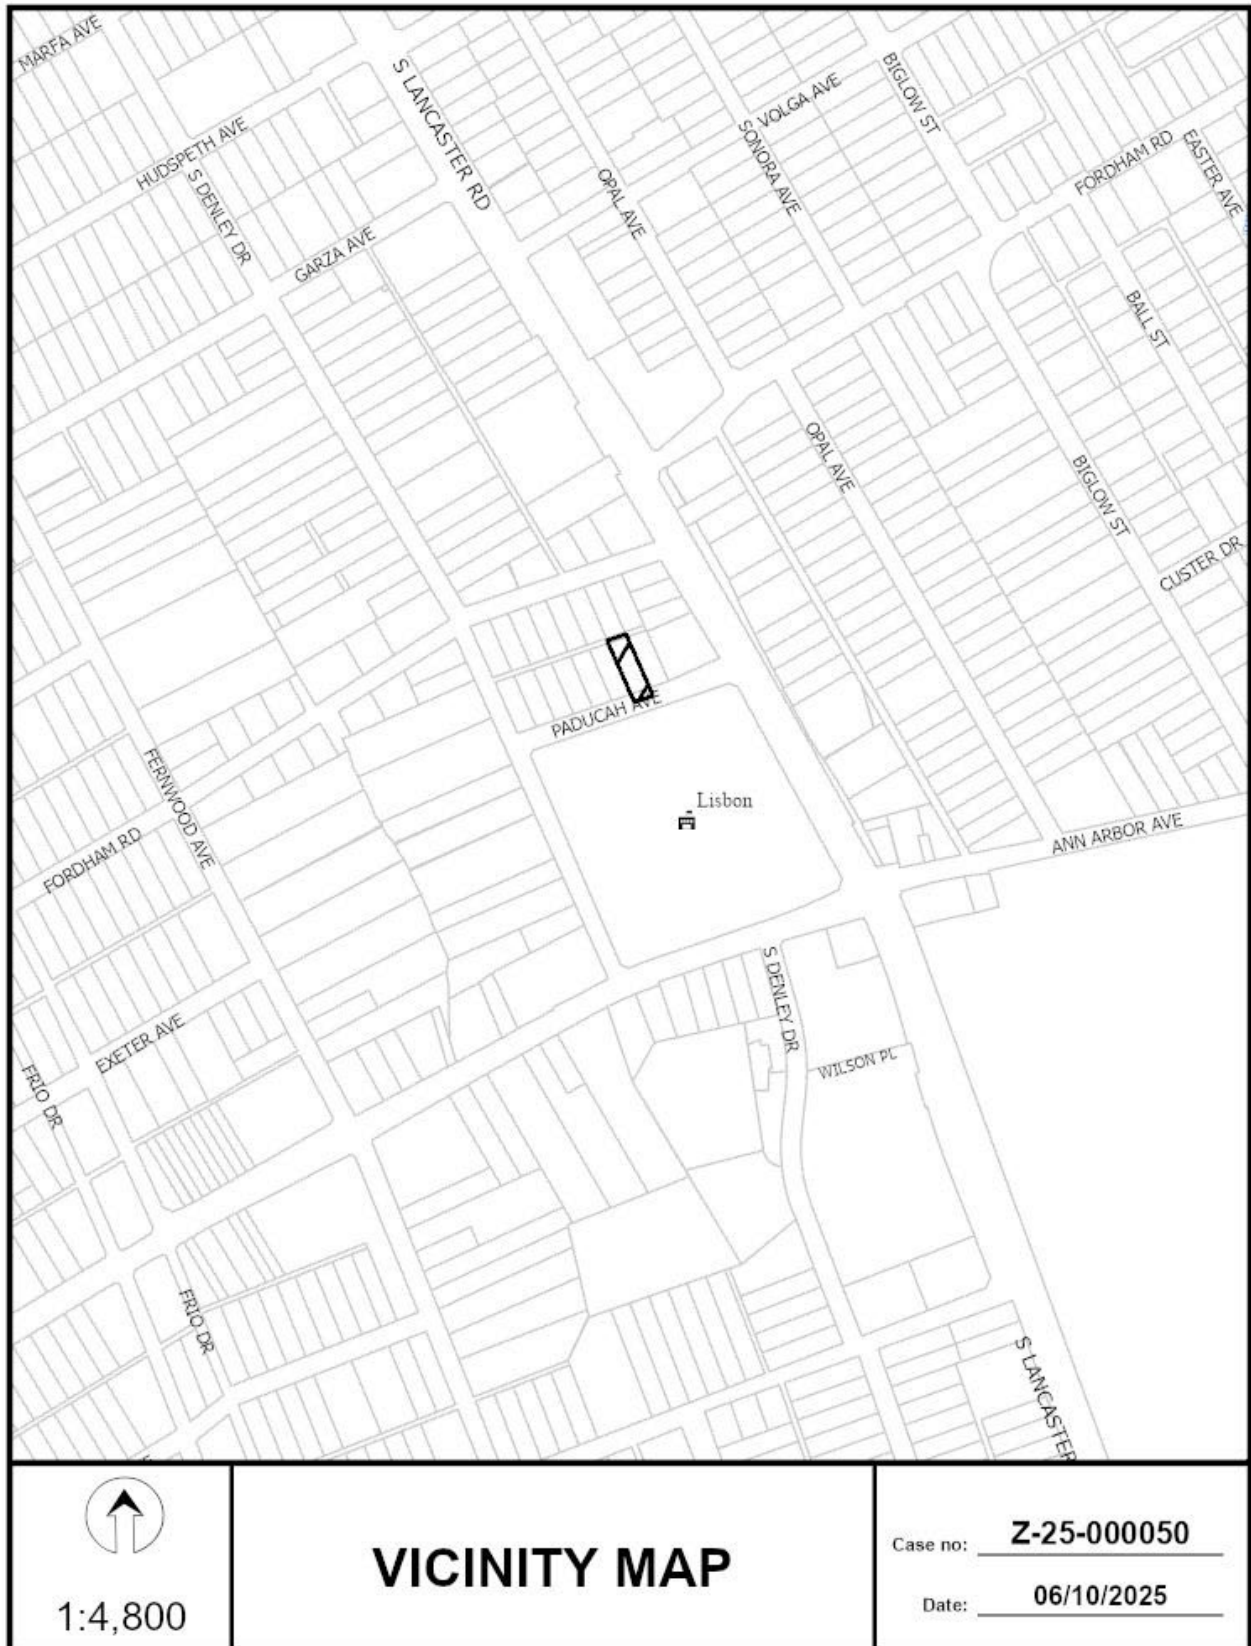 MARFA AVE
S LANCASTER RD
BIGLOW ST
VOLGA AVE
SONORA AVE
HUDSPETH AVE
FORDHAM RD
EASTER AVE
S DENLEY DR
OPAL AVE
GARZA AVE
BALL ST
OPAL AVE
BIGLOW ST
CUSTER DR
PADUCAH AVE
FERNWOOD AVE
Lisbon
FORDHAM RD
ANN ARBOR AVE
S DENLEY DR
EXETER AVE
WILSON PL
FRIO DR
FRIO DR
S LANCASTER
1:4,800
VICINITY MAP
Case no: Z-25-000050
Date: 06/10/2025